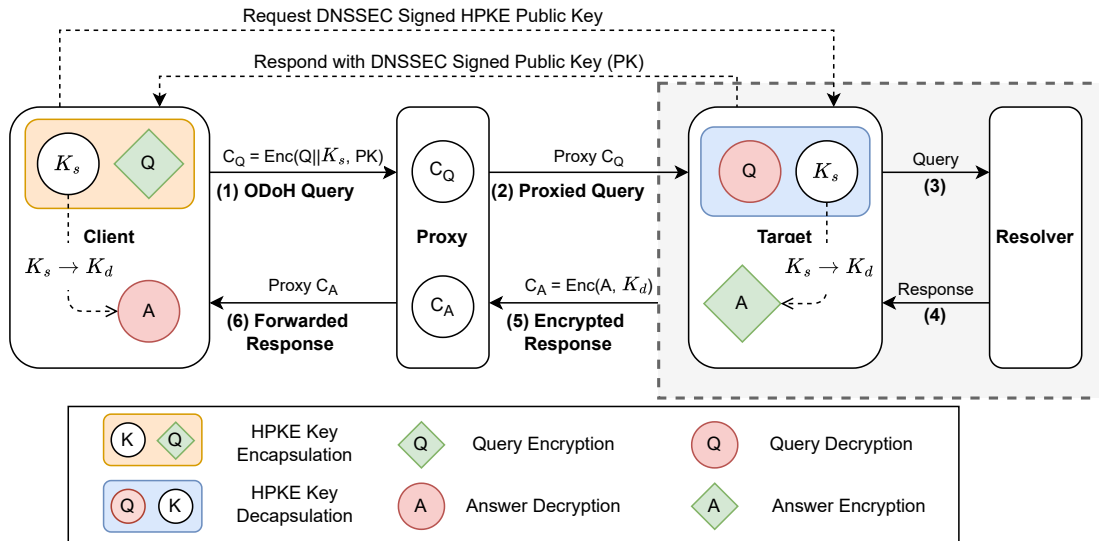 Request DNSSEC Signed HPKE Public Key
Respond with DNSSEC Signed Public Key (PK)
K_s
Q
C_Q = Enc(Q||K_s, PK)
(1) ODoH Query
C_Q
Proxy C_Q
(2) Proxied Query
Q
K_s
Query
(3)
Client
Proxy
Target
Resolver
K_s → K_d
K_s → K_d
A
Proxy C_A
(6) Forwarded
Response
C_A
C_A = Enc(A, K_d)
(5) Encrypted
Response
A
Response
(4)
K
Q
HPKE Key
Encapsulation
Q
Query Encryption
Q
Query Decryption
Q
K
HPKE Key
Decapsulation
A
Answer Decryption
A
Answer Encryption